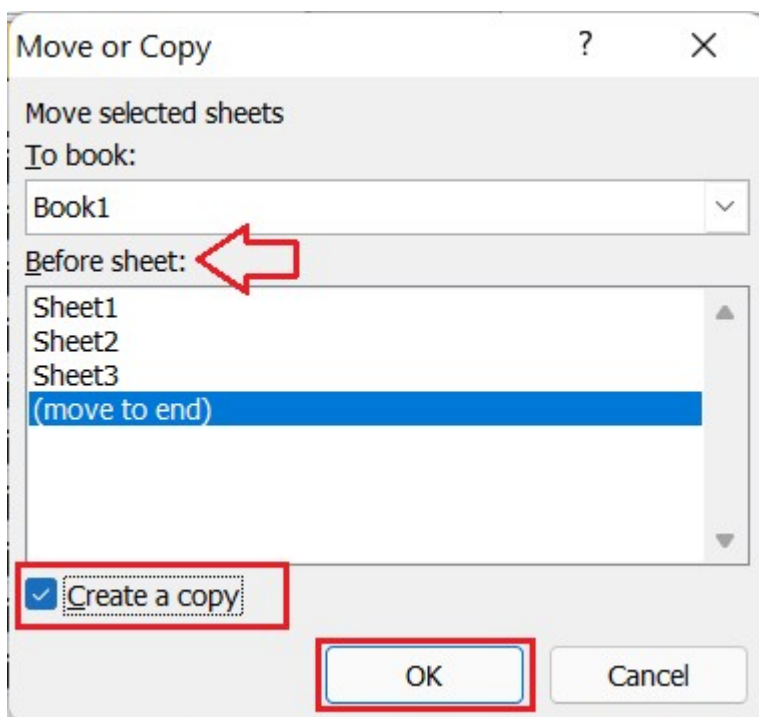 Move or Copy ?
Move selected sheets
To book:
Book1
Before sheet:
Sheet1
Sheet2
Sheet3
(move to end)
Create a copy
OK Cancel